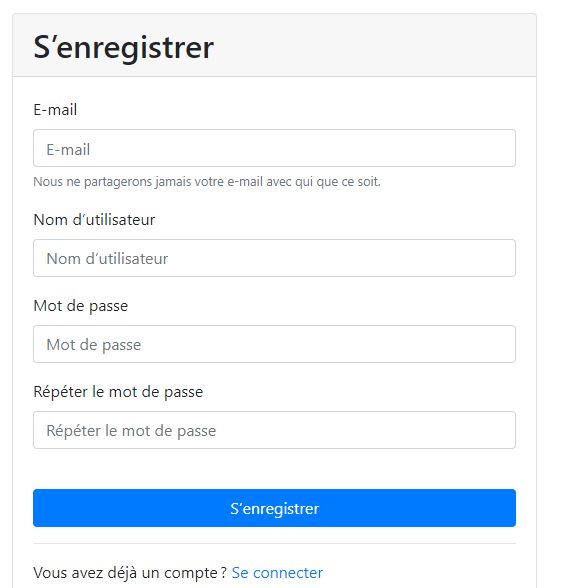 S’enregistrer
E-mail
E-mail
Nous ne partagerons jamais votre e-mail avec qui que ce soit.
Nom d’utilisateur
Nom d’utilisateur
Mot de passe
Mot de passe
Répéter le mot de passe
Répéter le mot de passe
S’enregistrer
Vous avez déjà un compte ? Se connecter